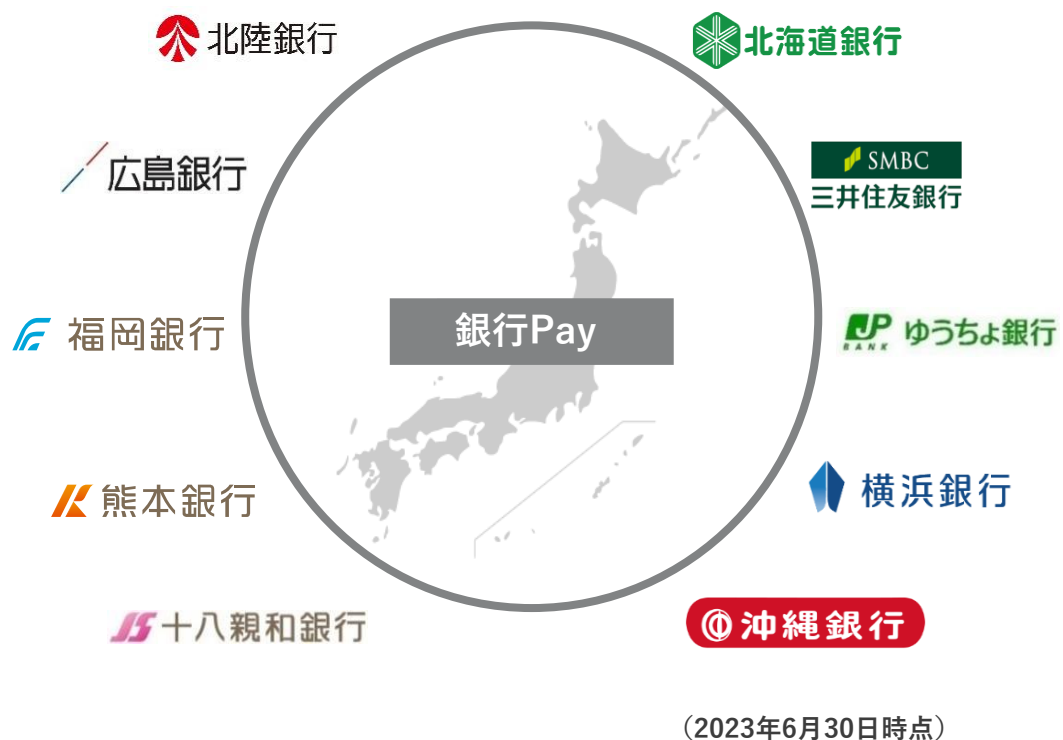 北陸銀行
北海道銀行
広島銀行
SMBC
三井住友銀行
銀行Pay
福岡銀行
JP
BANK
ゆうちょ銀行
熊本銀行
横浜銀行
十八親和銀行
沖縄銀行
（2023年6月30日時点）